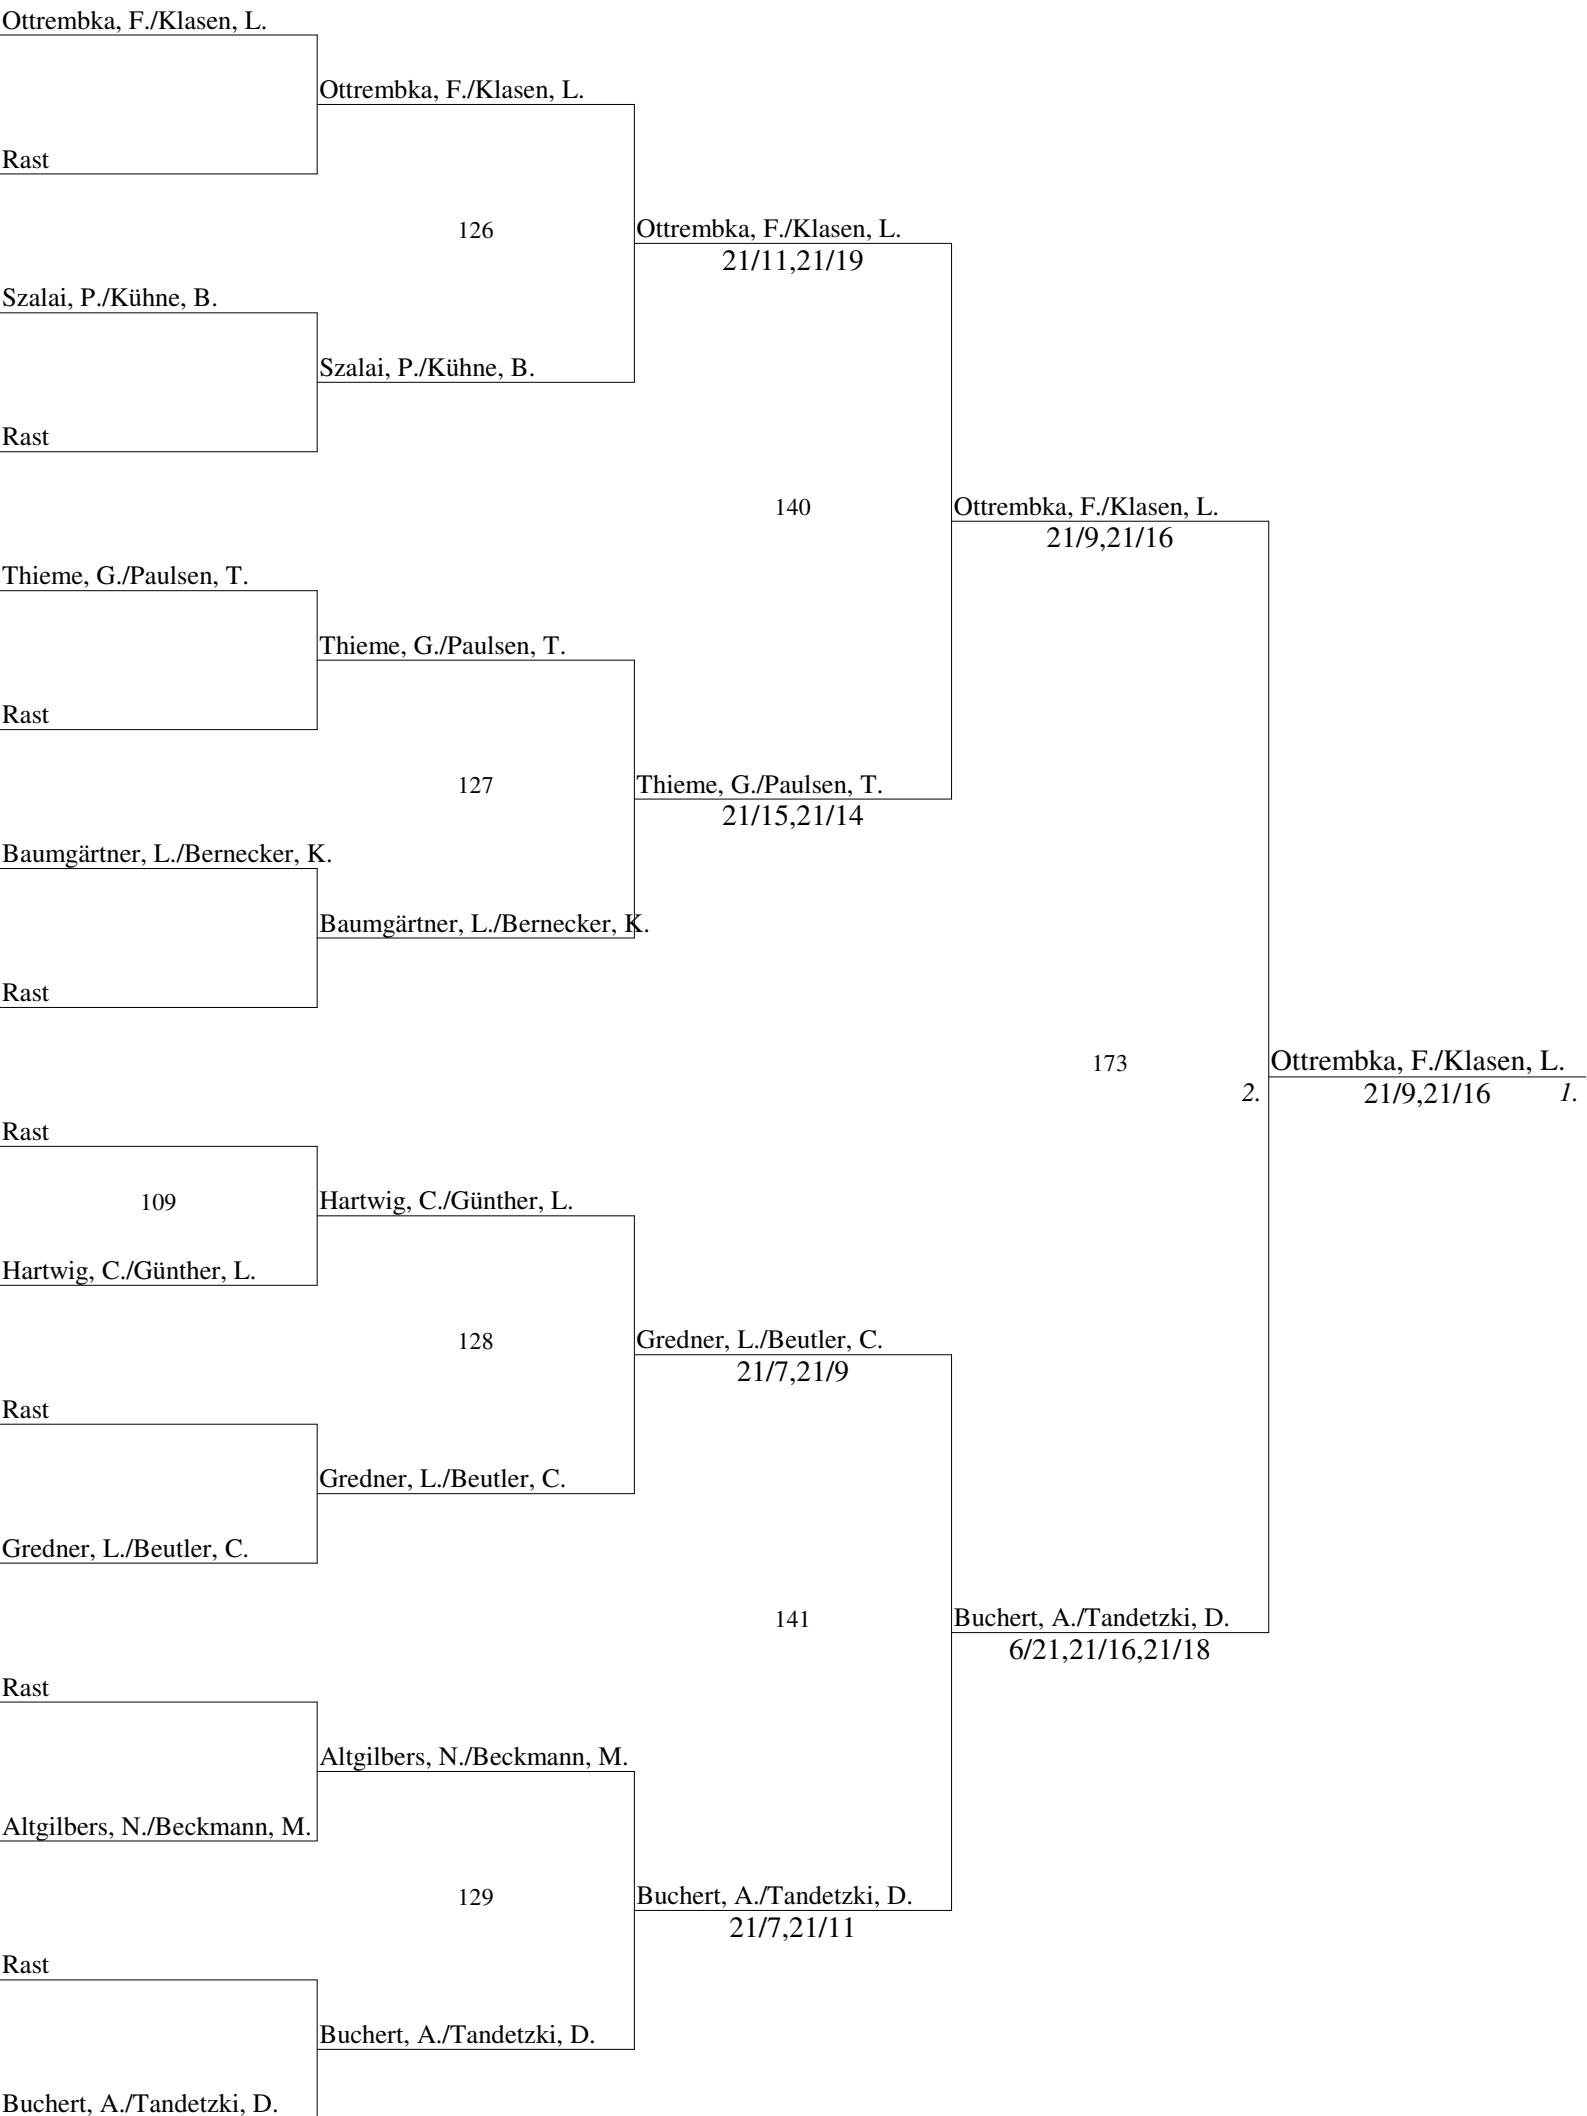 Ottrembka, F./Klasen, L.
Ottrembka, F./Klasen, L.
Rast
126
Ottrembka, F./Klasen, L.
21/11,21/19
Szalai, P./Kühne, B.
Szalai, P./Kühne, B.
Rast
140
Ottrembka, F./Klasen, L.
21/9,21/16
Thieme, G./Paulsen, T.
Thieme, G./Paulsen, T.
Rast
127
Thieme, G./Paulsen, T.
21/15,21/14
Baumgärtner, L./Bernecker, K.
Baumgärtner, L./Bernecker, K.
Rast
173
Ottrembka, F./Klasen, L.
2.
21/9,21/16
1.
Rast
109
Hartwig, C./Günther, L.
Hartwig, C./Günther, L.
128
Gredner, L./Beutler, C.
21/7,21/9
Rast
Gredner, L./Beutler, C.
Gredner, L./Beutler, C.
141
Buchert, A./Tandetzki, D.
6/21,21/16,21/18
Rast
Altgilbers, N./Beckmann, M.
Altgilbers, N./Beckmann, M.
129
Buchert, A./Tandetzki, D.
21/7,21/11
Rast
Buchert, A./Tandetzki, D.
Buchert, A./Tandetzki, D.